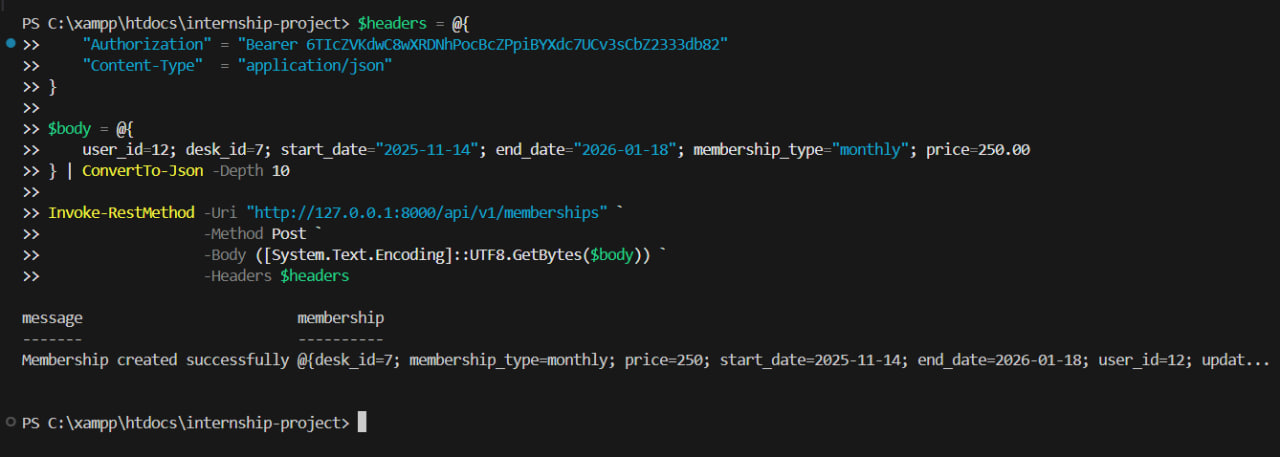 PS C:\xampp\htdocs\internship-project> $headers = @{
>>     "Authorization" = "Bearer 6TIcZVKdwC8wXRDNhPocBcZPpiBYXdc7UCv3sCbZ2333db82"
>>     "Content-Type"  = "application/json"
>> }
>>
>> $body = @{
>>     user_id=12; desk_id=7; start_date="2025-11-14"; end_date="2026-01-18"; membership_type="monthly"; price=250.00
>> } | ConvertTo-Json -Depth 10
>>
>> Invoke-RestMethod -Uri "http://127.0.0.1:8000/api/v1/memberships" `
>>                   -Method Post `
>>                   -Body ([System.Text.Encoding]::UTF8.GetBytes($body)) `
>>                   -Headers $headers
message                         membership
-------                         ----------
Membership created successfully @{desk_id=7; membership_type=monthly; price=250; start_date=2025-11-14; end_date=2026-01-18; user_id=12; updat...
PS C:\xampp\htdocs\internship-project>